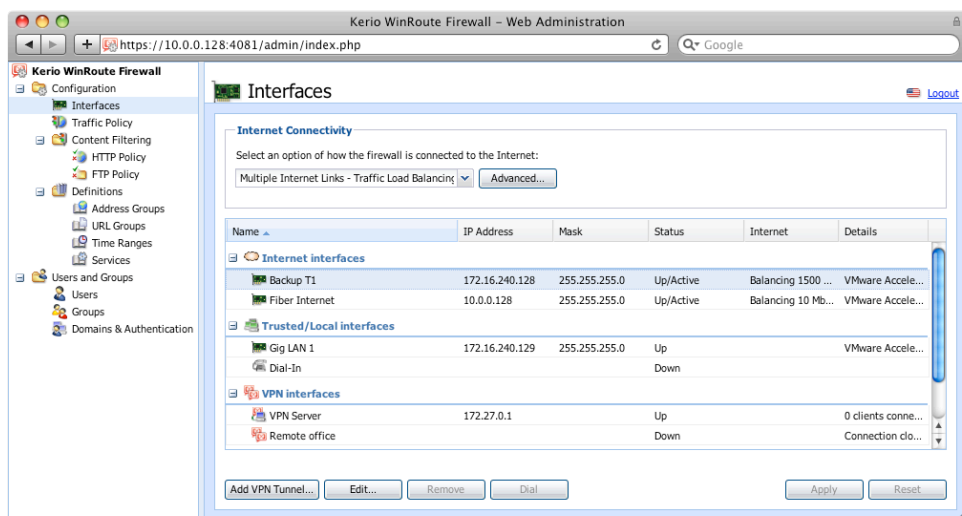 Kerio WinRoute Firewall – Web Administration
https://10.0.0.128:4081/admin/index.php
Google
Kerio WinRoute Firewall
Configuration
Interfaces
Traffic Policy
Content Filtering
HTTP Policy
FTP Policy
Definitions
Address Groups
URL Groups
Time Ranges
Services
Users and Groups
Users
Groups
Domains & Authentication
Interfaces
Logout
Internet Connectivity
Select an option of how the firewall is connected to the Internet:
Multiple Internet Links - Traffic Load Balancing Advanced...
Name IP Address Mask Status Internet Details
Internet interfaces
Backup T1 172.16.240.128 255.255.255.0 Up/Active Balancing 1500 ... VMware Accele...
Fiber Internet 10.0.0.128 255.255.255.0 Up/Active Balancing 10 Mb... VMware Accele...
Trusted/Local interfaces
Gig LAN 1 172.16.240.129 255.255.255.0 Up VMware Accele...
Dial-In Down
VPN interfaces
VPN Server 172.27.0.1 Up 0 clients conne...
Remote office Down Connection clo...
Add VPN Tunnel... Edit... Remove Dial Apply Reset